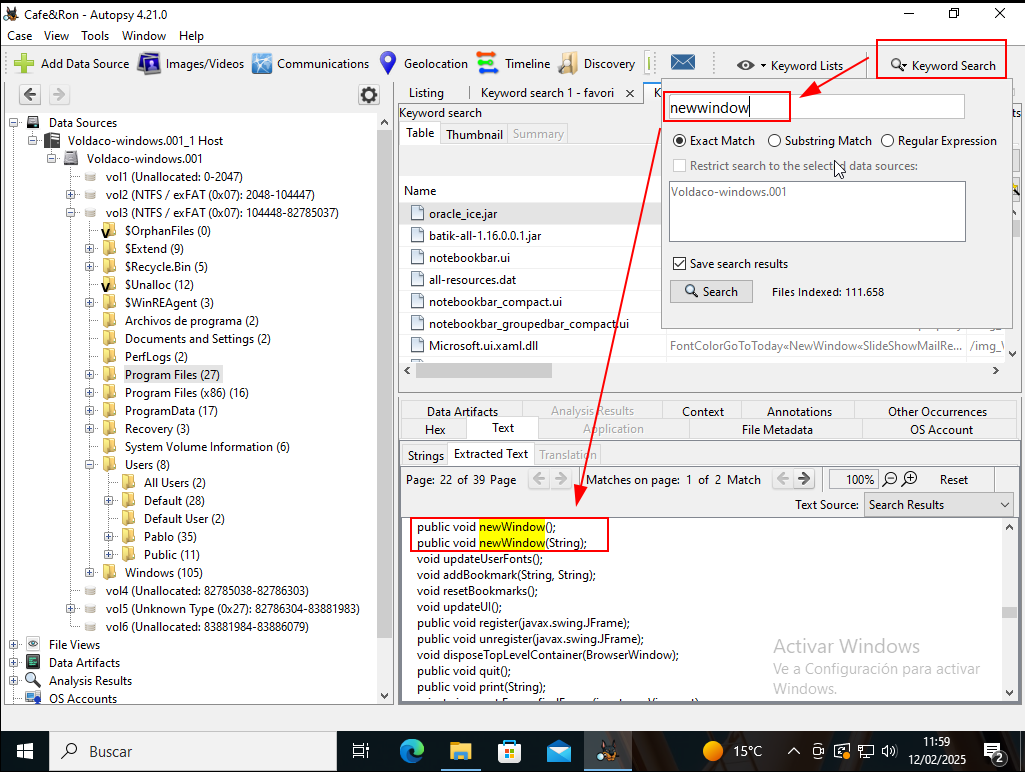 Cafe&Ron - Autopsy 4.21.0
Case View Tools Window Help
Add Data Source Images/Videos Communications Geolocation Timeline Discovery Keyword Lists Keyword Search
Listing Keyword search 1 - favori
Keyword search
Table Thumbnail Summary
Name
oracle_ice.jar
batik-all-1.16.0.0.1.jar
notebookbar.ui
all-resources.dat
notebookbar_compact.ui
notebookbar_groupedbar_compact.ui
Microsoft.ui.xaml.dll FontColorGoToToday«NewWindow«SlideShowMailRe...
newwindow
Exact Match Substring Match Regular Expression
Restrict search to the selected data sources:
Voldaco-windows.001
Save search results
Search Files Indexed: 111.658
Data Sources
Voldaco-windows.001_1 Host
Voldaco-windows.001
vol1 (Unallocated: 0-2047)
vol2 (NTFS / exFAT (0x07): 2048-104447)
vol3 (NTFS / exFAT (0x07): 104448-82785037)
$OrphanFiles (0)
$Extend (9)
$Recycle.Bin (5)
$Unalloc (12)
$WinREAgent (3)
Archivos de programa (2)
Documents and Settings (2)
PerfLogs (2)
Program Files (27)
Program Files (x86) (16)
ProgramData (17)
Recovery (3)
System Volume Information (6)
Users (8)
All Users (2)
Default (28)
Default User (2)
Pablo (35)
Public (11)
Windows (105)
vol4 (Unallocated: 82785038-82786303)
vol5 (Unknown Type (0x27): 82786304-83881983)
vol6 (Unallocated: 83881984-83886079)
File Views
Data Artifacts
Analysis Results
OS Accounts
Data Artifacts Analysis Results Context Annotations Other Occurrences
Hex Text Application File Metadata OS Account
Strings Extracted Text Translation
Page: 22 of 39 Page Matches on page: 1 of 2 Match 100% Reset
Text Source: Search Results
public void newWindow();
public void newWindow(String);
void updateUserFonts();
void addBookmark(String, String);
void resetBookmarks();
void updateUI();
public void register(javax.swing.JFrame);
public void unregister(javax.swing.JFrame);
void disposeTopLevelContainer(BrowserWindow);
public void quit();
public void print(String);
Activar Windows
Ve a Configuración para activar
Windows.
Buscar
15°C
11:59
12/02/2025
2